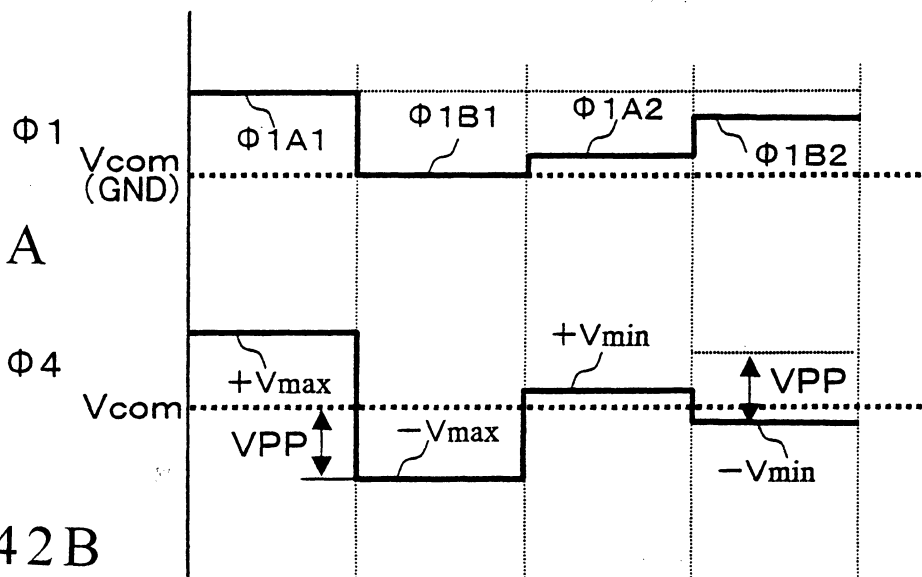 Φ1
Φ1A1
Φ1B1
Φ1A2
Φ1B2
Vcom
(GND)
A
Φ4
+Vmax
+Vmin
VPP
Vcom
VPP
−Vmax
−Vmin
42B